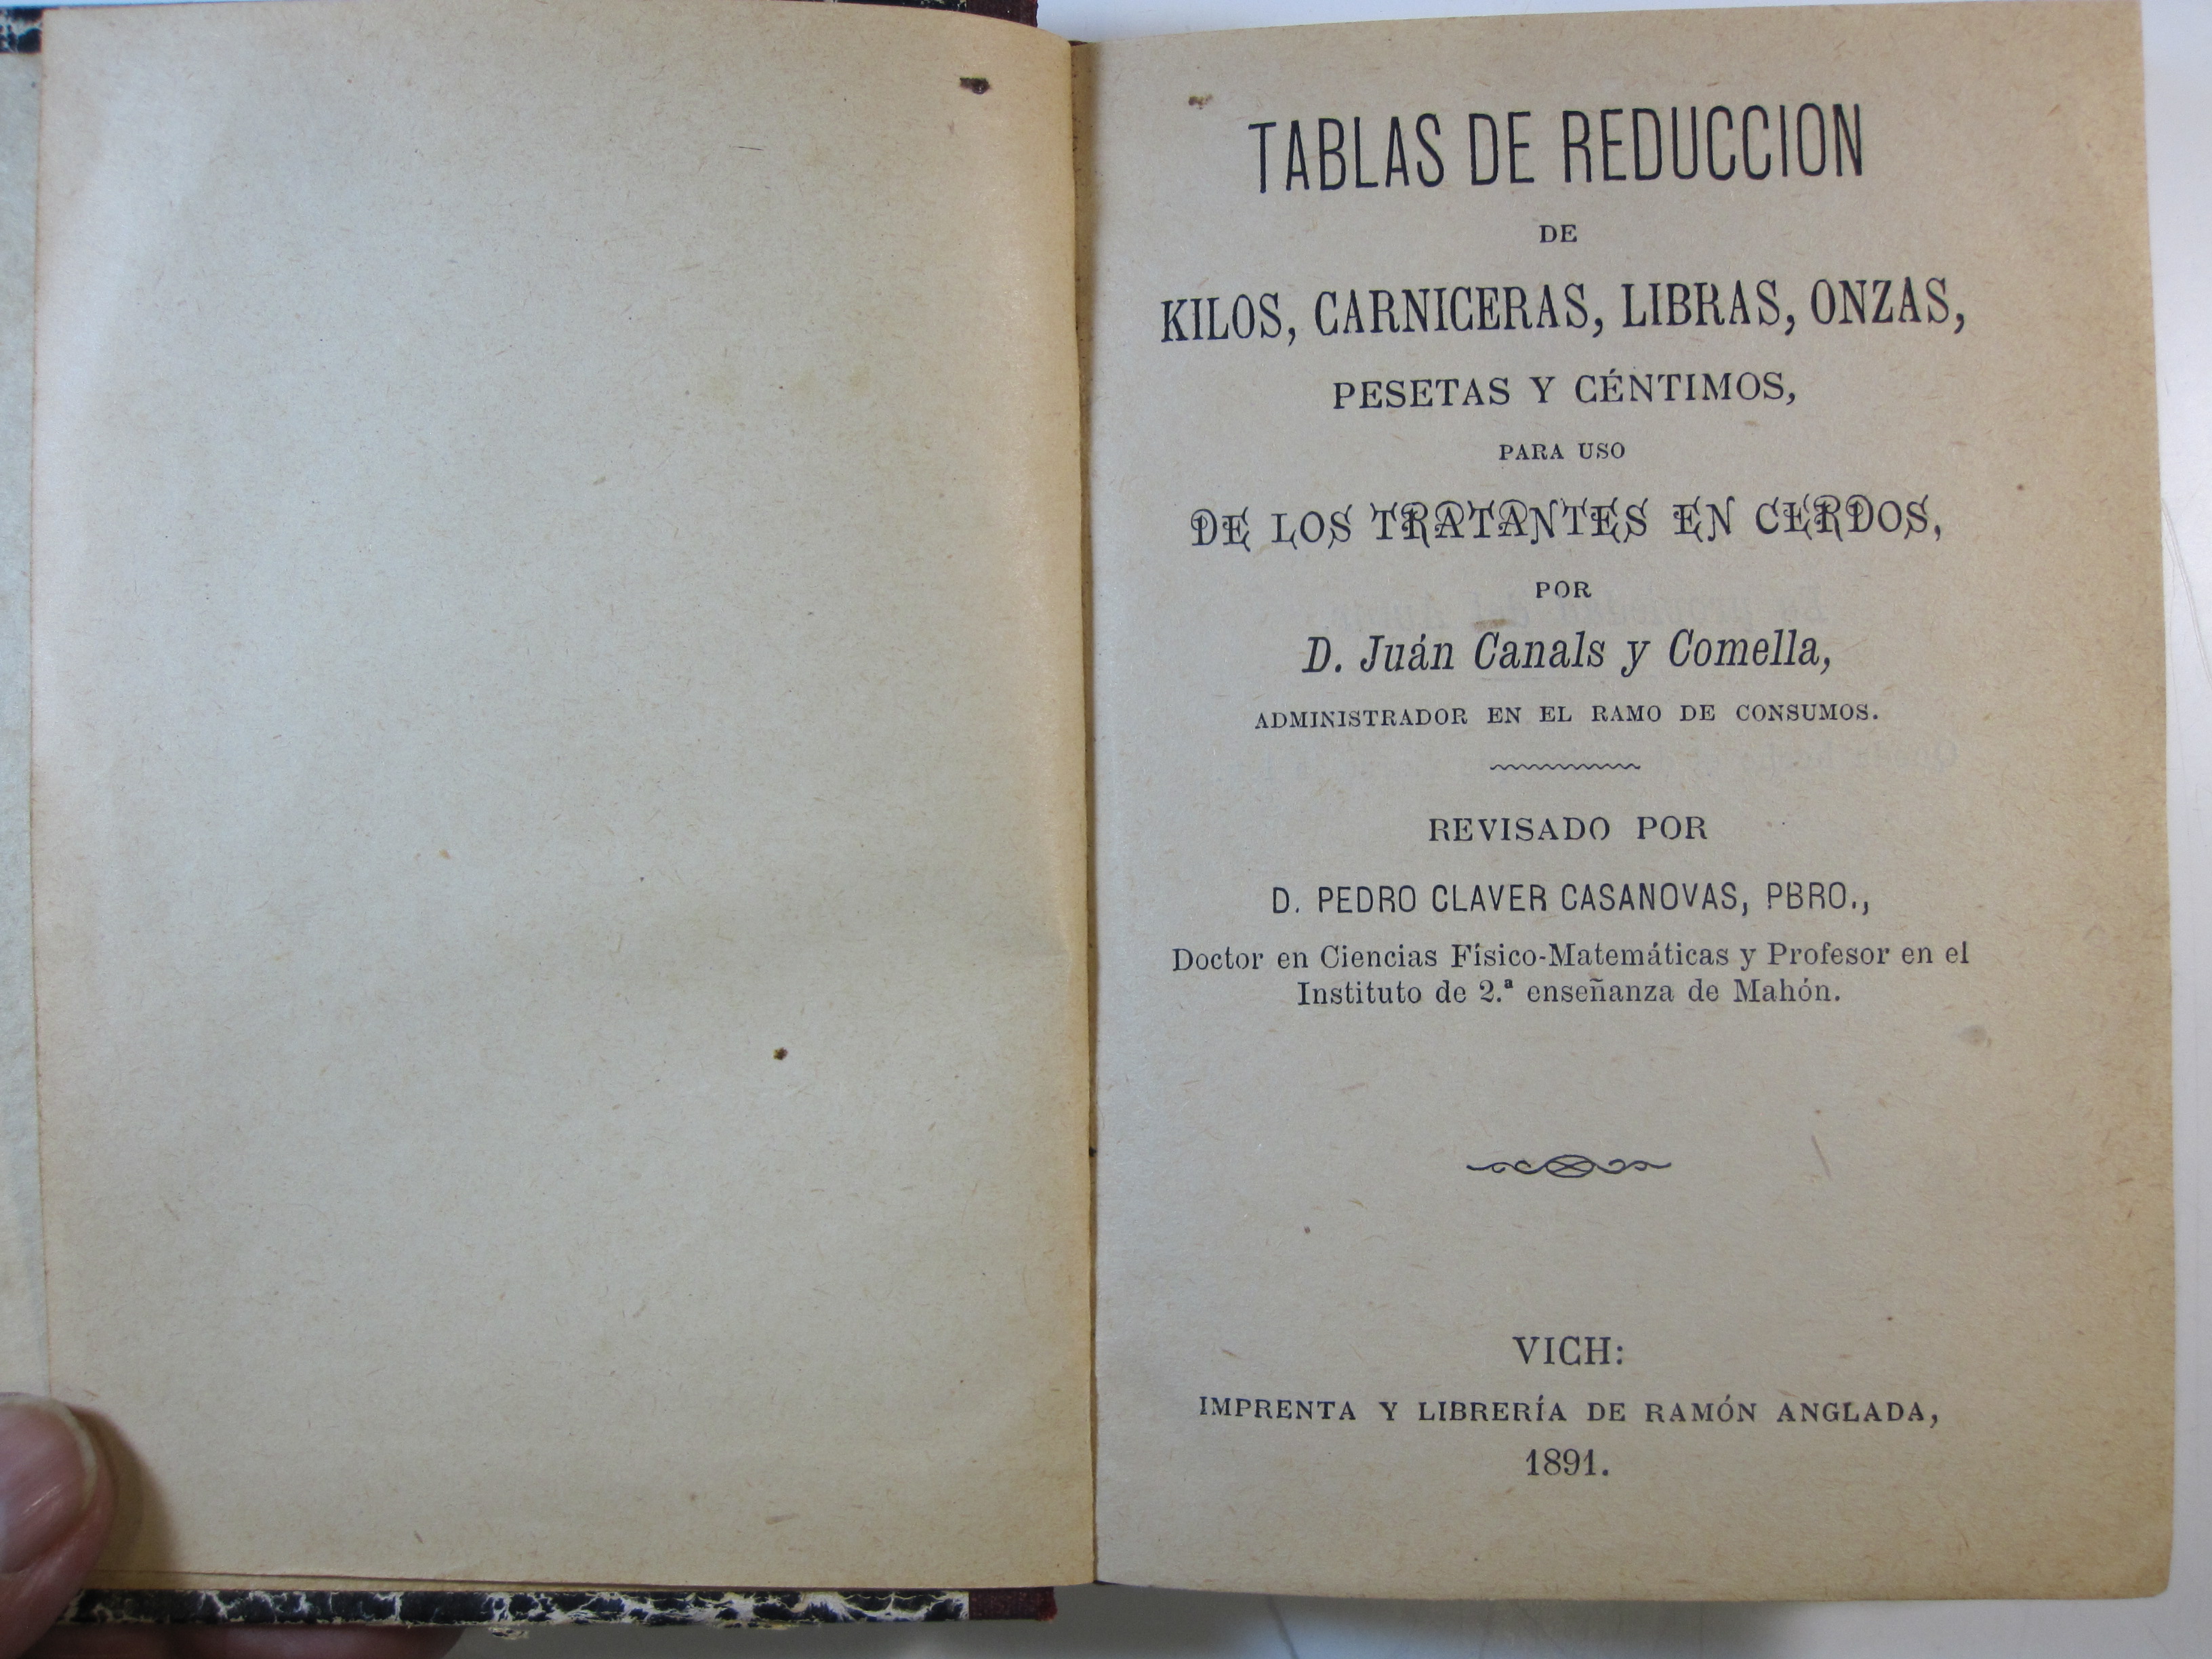 TABLAS DE REDUCCION
DE
KILOS, CARNICERAS, LIBRAS, ONZAS,
PESETAS Y CÉNTIMOS,
PARA USO
DE LOS TRATANTES EN CERDOS,
POR
D. Juán Canals y Comella,
ADMINISTRADOR EN EL RAMO DE CONSUMOS.
REVISADO POR
D. PEDRO CLAVER CASANOVAS, PBRO.,
Doctor en Ciencias Físico-Matemáticas y Profesor en el
Instituto de 2.ª enseñanza de Mahón.
VICH:
IMPRENTA Y LIBRERÍA DE RAMÓN ANGLADA,
1891.